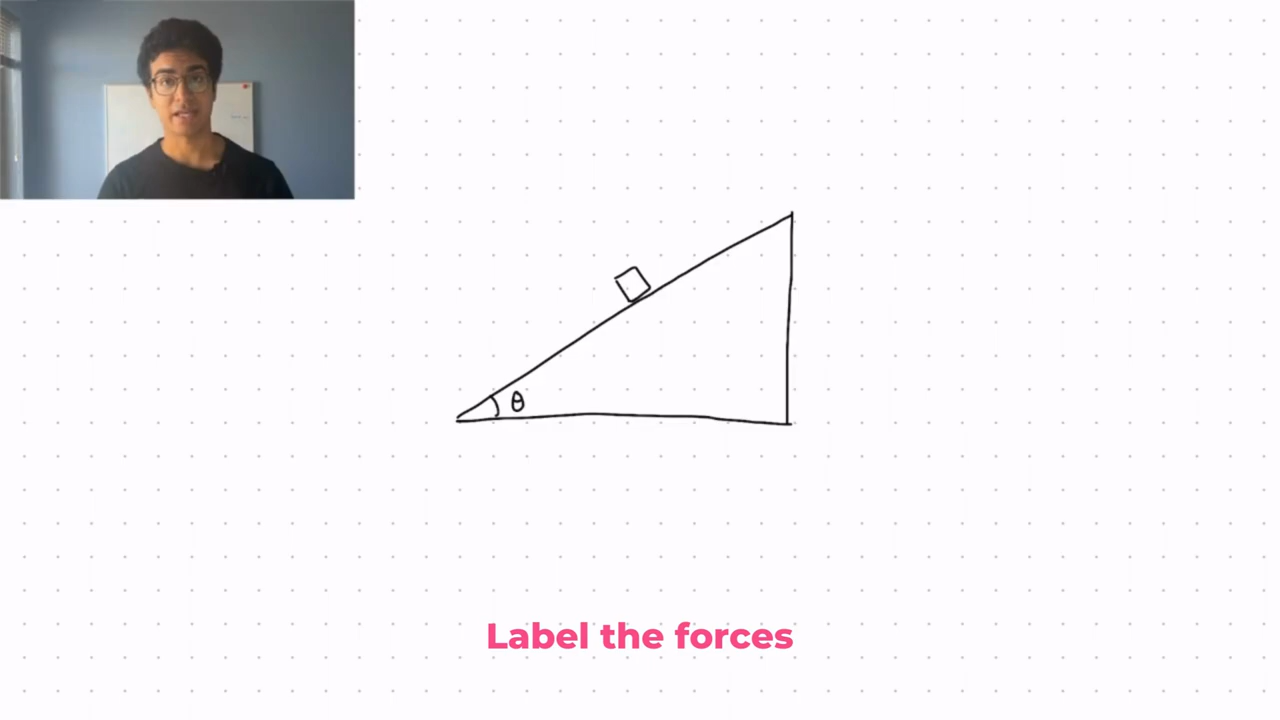 θ
Label the forces